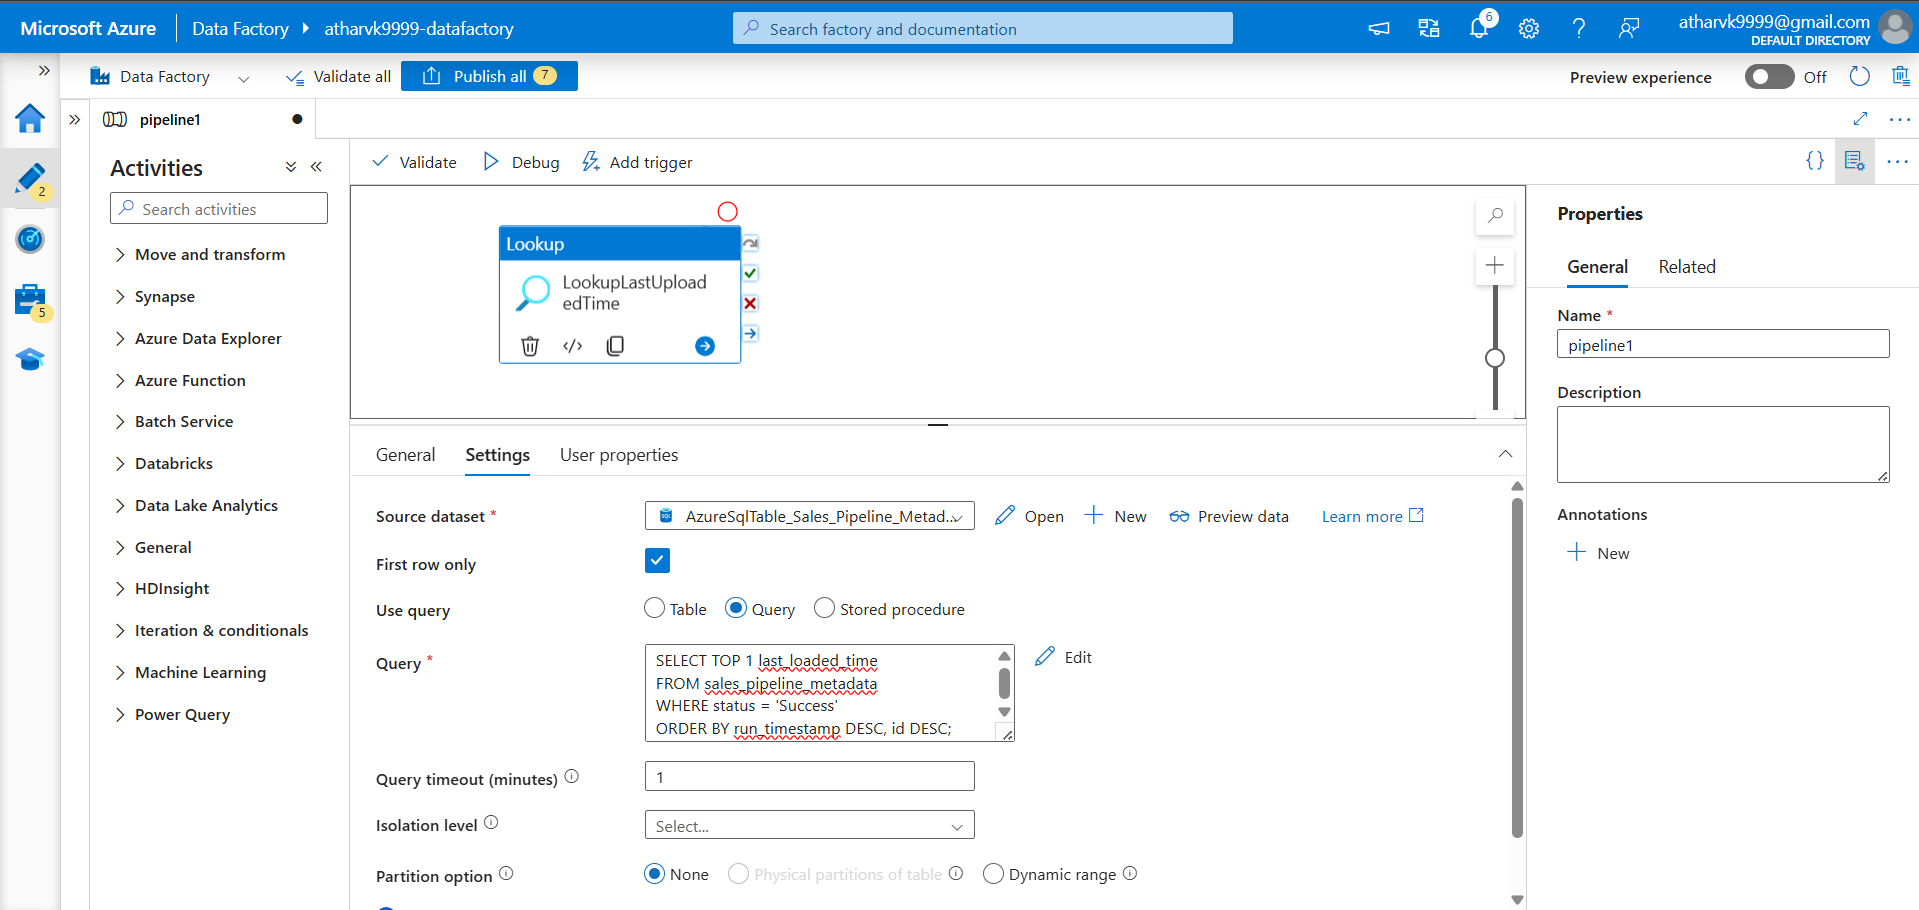 Microsoft Azure
Data Factory
atharvk9999-datafactory
Search factory and documentation
6
atharvk9999@gmail.com
DEFAULT DIRECTORY
Data Factory
Validate all
Publish all 7
Preview experience
Off
pipeline1
2
5
Activities
Search activities
Move and transform
Synapse
Azure Data Explorer
Azure Function
Batch Service
Databricks
Data Lake Analytics
General
HDInsight
Iteration & conditionals
Machine Learning
Power Query
Validate
Debug
Add trigger
Lookup
LookupLastUpload
edTime
General
Settings
User properties
Source dataset *
AzureSqlTable_Sales_Pipeline_Metad...
Open
New
Preview data
Learn more
First row only
Use query
Table
Query
Stored procedure
Query *
SELECT TOP 1 last_loaded_time
FROM sales_pipeline_metadata
WHERE status = 'Success'
ORDER BY run_timestamp DESC, id DESC;
Edit
Query timeout (minutes)
1
Isolation level
Select...
Partition option
None
Physical partitions of table
Dynamic range
Properties
General
Related
Name *
pipeline1
Description
Annotations
New